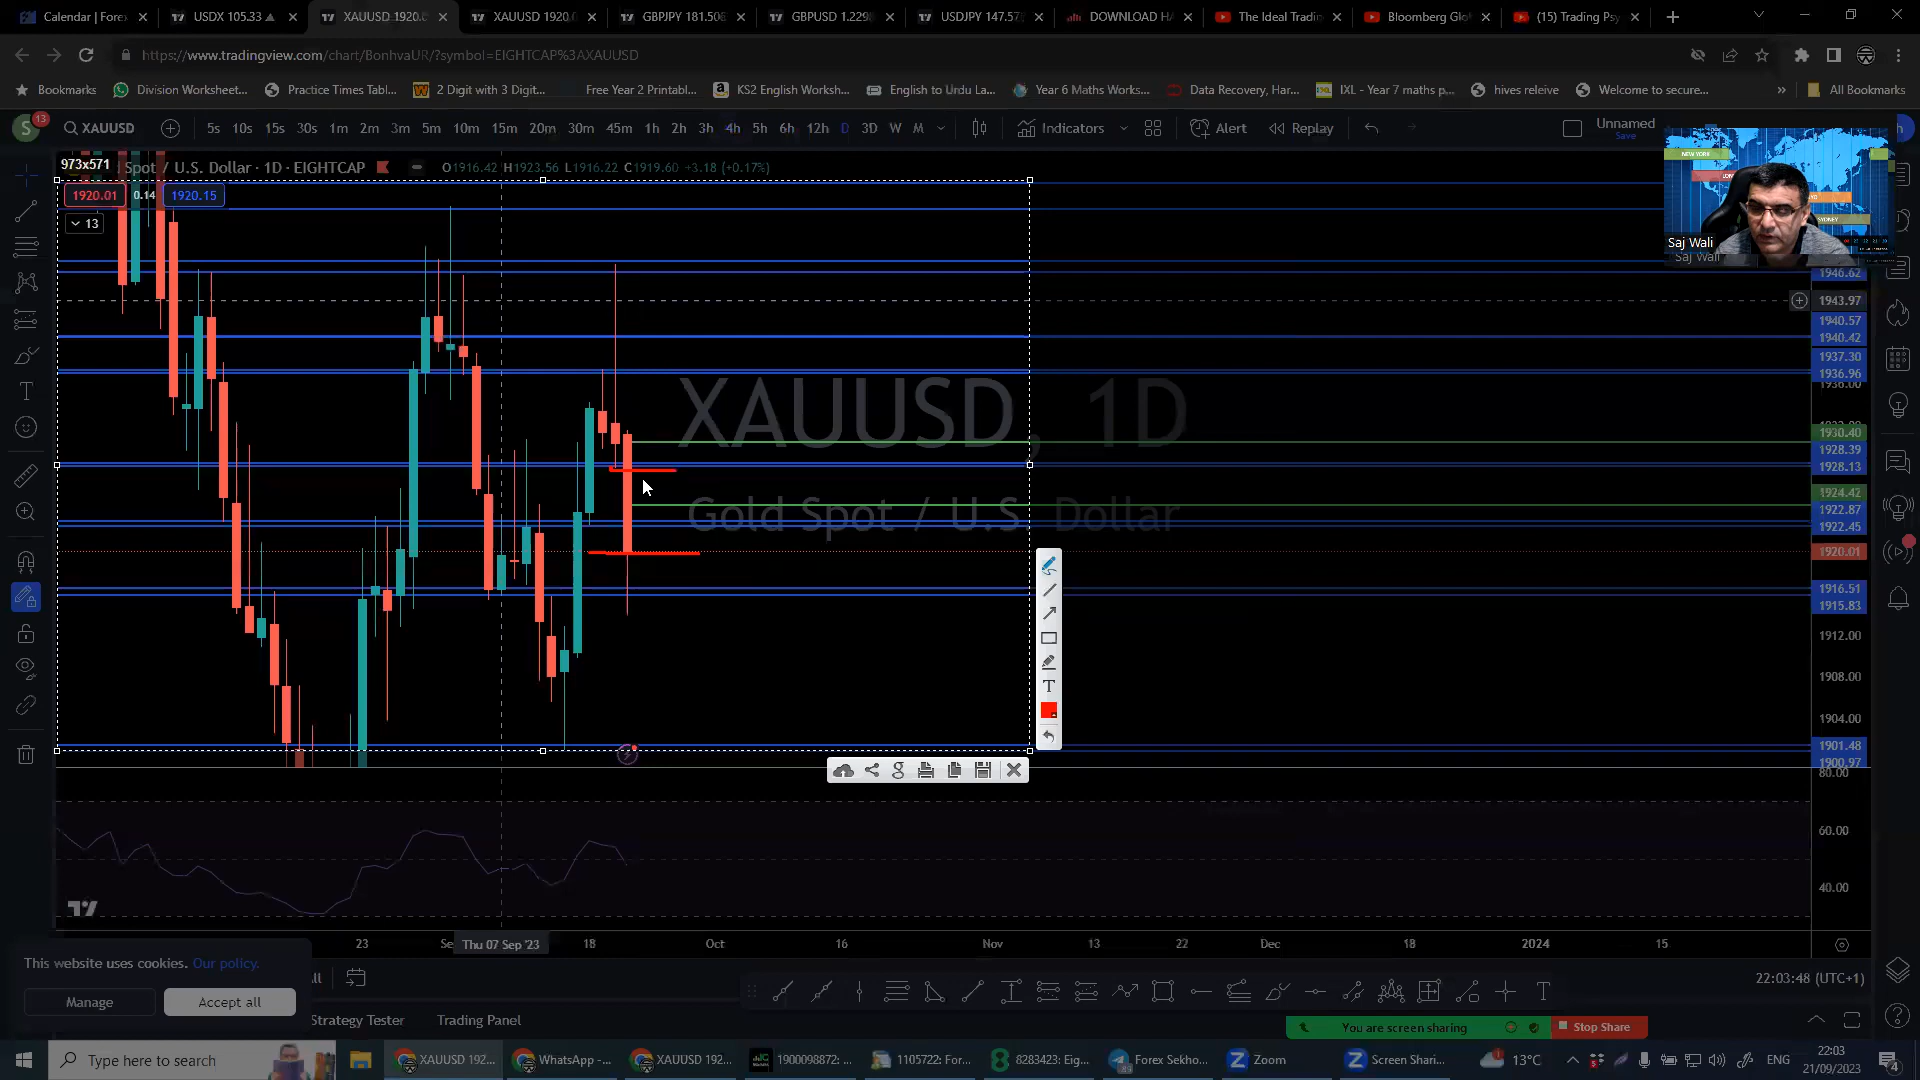 Calendar | Fore
USDX 105.33
XAUUSD 1920.
XAUUSD 1920.
GBPJPY 181.506
GBPUSD 1.2298
USDJPY 147.57
DOWNLOAD H
The Ideal Tradin
Bloomberg Glo
(15) Trading Psy
https://www.tradingview.com/chart/BonhvaUR/?symbol=EIGHTCAP%3AXAUUSD
Bookmarks
Division Worksheet...
Practice Times Tabl...
2 Digit with 3 Digit...
Free Year 2 Printabl...
KS2 English Worksh...
English to Urdu La...
Year 6 Maths Works...
Data Recovery, Har...
IXL - Year 7 maths p...
hives releive
Welcome to secure...
All Bookmarks
S 13
XAUUSD
5s 10s 15s 30s 1m 2m 3m 5m 10m 15m 20m 30m 45m 1h 2h 3h 4h 5h 6h 12h D 3D W M
Indicators
Alert
Replay
Unnamed
Save
973x571
Spot / U.S. Dollar · 1D · EIGHTCAP
O1916.42 H1923.56 L1916.22 C1919.60 +3.18 (+0.17%)
1920.01 0.14 1920.15
13
NEW YORK
SYDNEY
Saj Wali
Saj Wali
XAUUSD, 1D
Gold Spot / U.S. Dollar
1946.62
1943.97
1940.57
1940.42
1937.30
1936.96
1936.00
1930.40
1928.39
1928.13
1924.42
1922.87
1922.45
1920.01
1916.51
1915.83
1912.00
1908.00
1904.00
1901.48
1900.97
80.00
60.00
40.00
23
Thu 07 Sep '23
18
Oct
16
Nov
13
22
Dec
18
2024
15
This website uses cookies. Our policy.
Manage
Accept all
22:03:48 (UTC+1)
Strategy Tester
Trading Panel
You are screen sharing
Stop Share
Type here to search
XAUUSD 192...
WhatsApp -...
XAUUSD 192...
1900098872: ...
1105722: For...
8283423: Eig...
Forex Sekho...
Zoom
Screen Shari...
13°C
ENG
22:03
21/09/2023
4